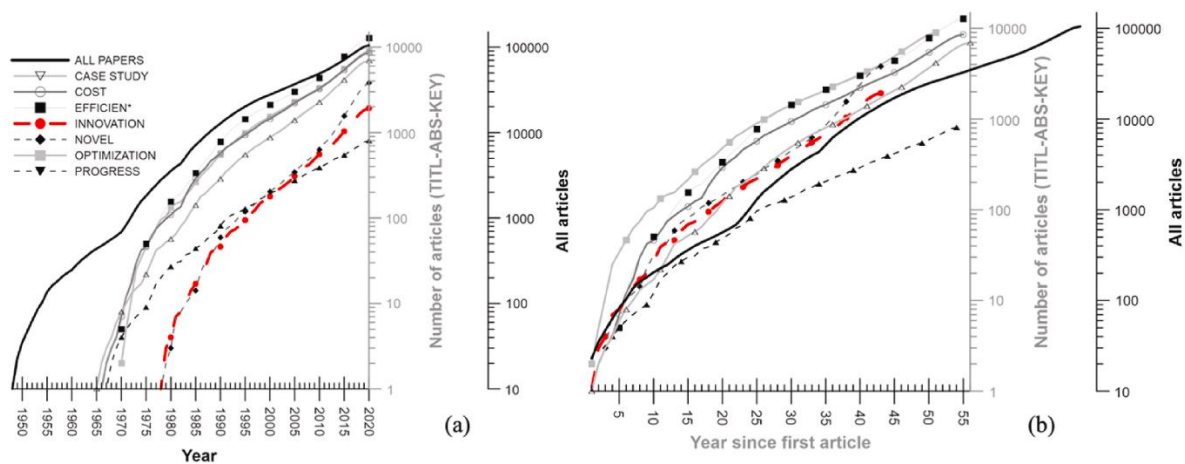 ALL PAPERS
CASE STUDY
COST
EFFICIEN*
INNOVATION
NOVEL
OPTIMIZATION
PROGRESS
10000
1000
100
10
1
Number of articles (TITL-ABS-KEY)
100000
10000
1000
100
10
All articles
1950
1955
1960
1965
1970
1975
1980
1985
1990
1995
2000
2005
2010
2015
2020
Year
(a)
10000
1000
100
10
1
Number of articles (TITL-ABS-KEY)
100000
10000
1000
100
10
All articles
5
10
15
20
25
30
35
40
45
50
55
Year since first article
(b)